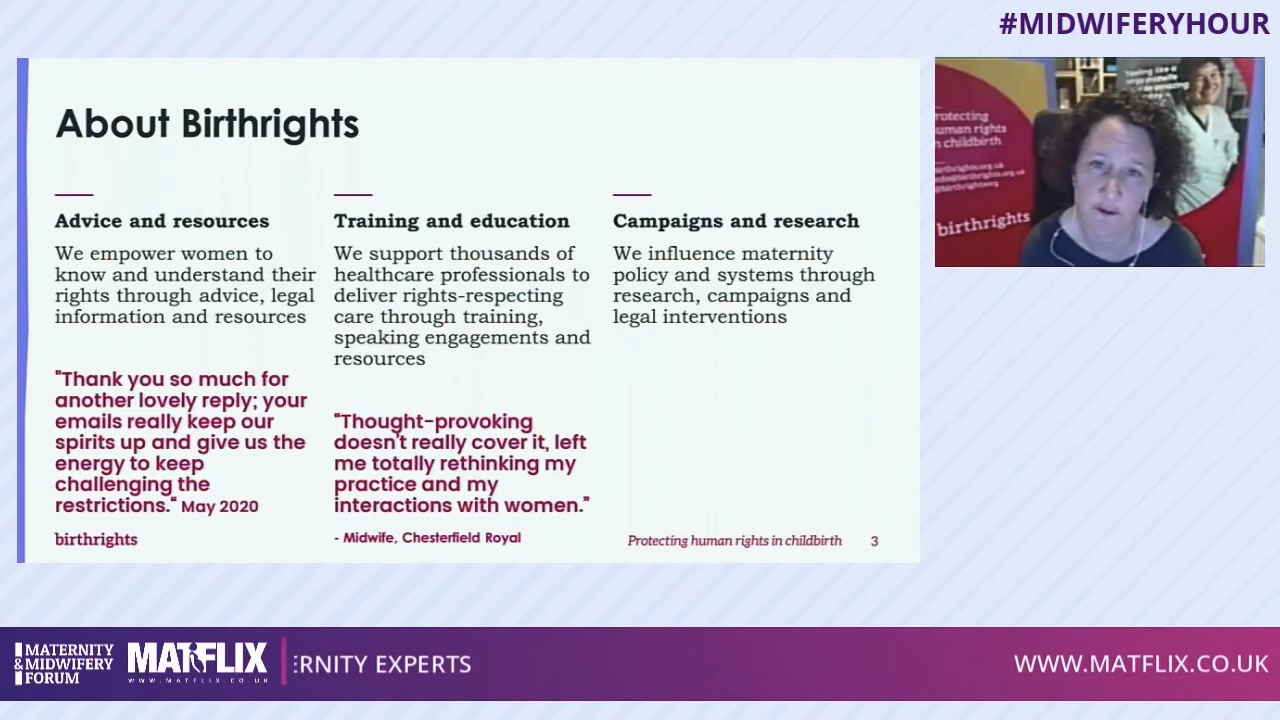 #MIDWIFERYHOUR
About Birthrights
Advice and resources
We empower women to
know and understand their
rights through advice, legal
information and resources
"Thank you so much for
another lovely reply; your
emails really keep our
spirits up and give us the
energy to keep
challenging the
restrictions." May 2020
Training and education
We support thousands of
healthcare professionals to
deliver rights-respecting
care through training,
speaking engagements and
resources
"Thought-provoking
doesn't really cover it, left
me totally rethinking my
practice and my
interactions with women."
- Midwife, Chesterfield Royal
Campaigns and research
We influence maternity
policy and systems through
research, campaigns and
legal interventions
birthrights
Protecting human rights in childbirth 3
rotecting
uman rights
n childbirth
birthrights
MATERNITY
& MIDWIFERY
FORUM
MATFLIX
WWW.MATFLIX.CO.UK
ERNITY EXPERTS
WWW.MATFLIX.CO.UK